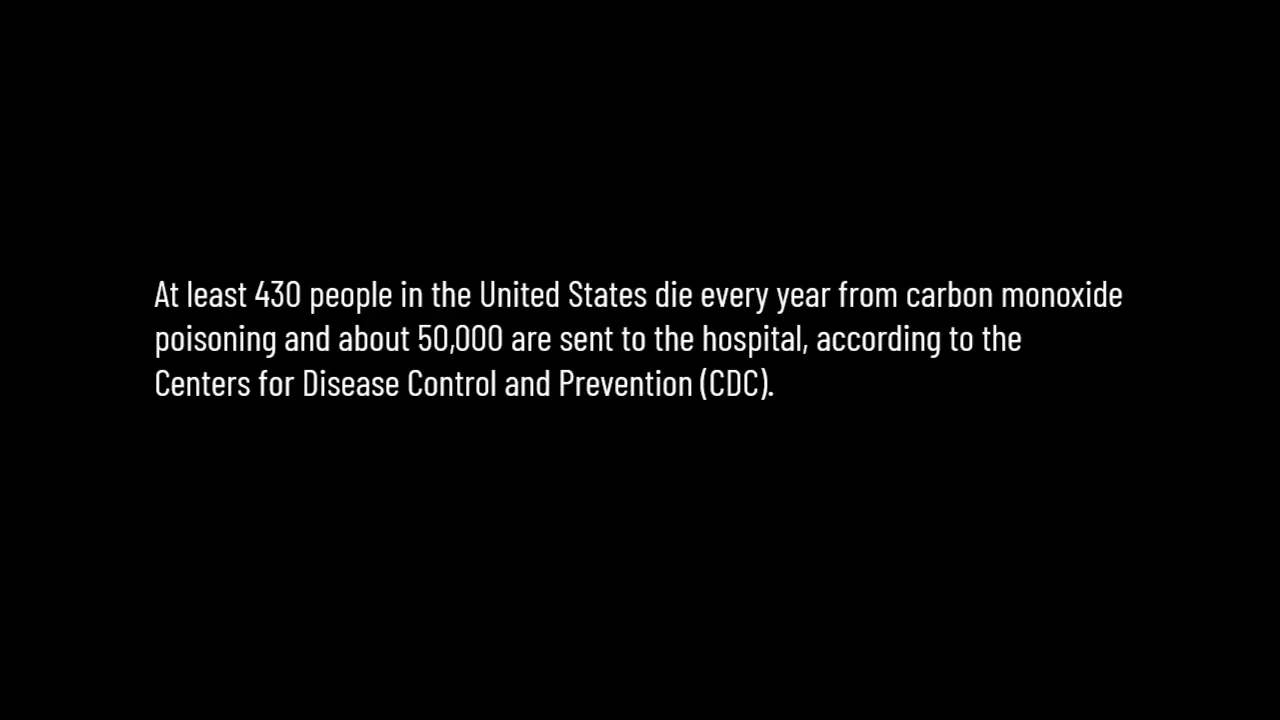 At least 430 people in the United States die every year from carbon monoxide
poisoning and about 50,000 are sent to the hospital, according to the
Centers for Disease Control and Prevention (CDC).